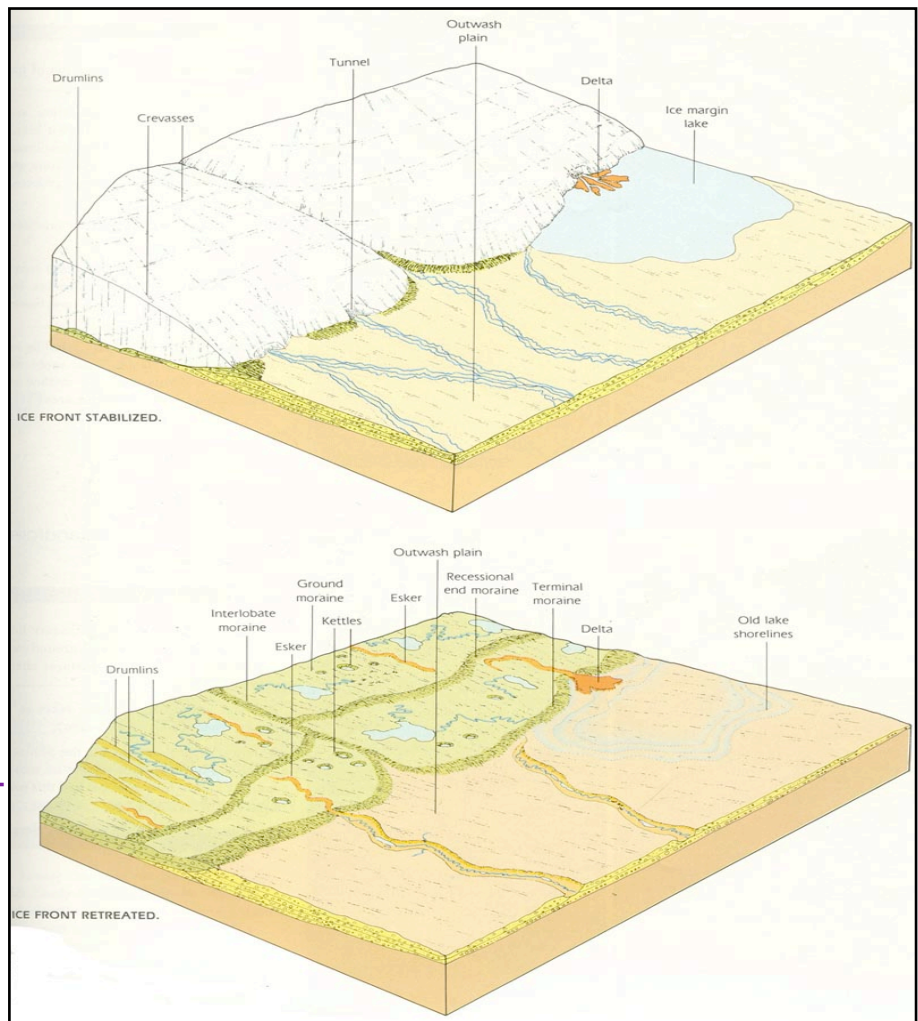 Outwash
plain
Tunnel
Drumlins
Delta
Crevasses
Ice margin
lake
ICE FRONT STABILIZED.
Outwash plain
Recessional
end moraine
Ground
moraine
Esker
Terminal
moraine
Interlobate
moraine
Kettles
Delta
Old lake
shorelines
Esker
Drumlins
ICE FRONT RETREATED.